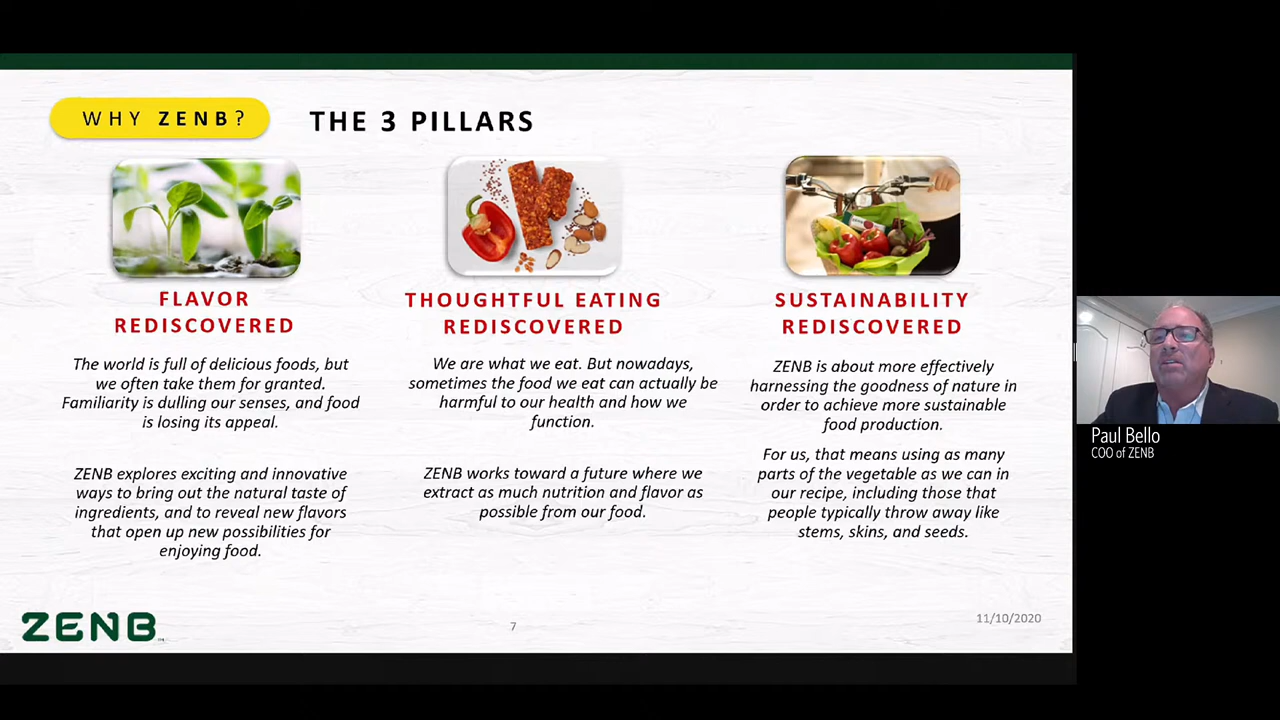 WHY ZENB?
THE 3 PILLARS
FLAVOR
REDISCOVERED
The world is full of delicious foods, but
we often take them for granted.
Familiarity is dulling our senses, and food
is losing its appeal.
ZENB explores exciting and innovative
ways to bring out the natural taste of
ingredients, and to reveal new flavors
that open up new possibilities for
enjoying food.
THOUGHTFUL EATING
REDISCOVERED
We are what we eat. But nowadays,
sometimes the food we eat can actually be
harmful to our health and how we
function.
ZENB works toward a future where we
extract as much nutrition and flavor as
possible from our food.
SUSTAINABILITY
REDISCOVERED
ZENB is about more effectively
harnessing the goodness of nature in
order to achieve more sustainable
food production.
For us, that means using as many
parts of the vegetable as we can in
our recipe, including those that
people typically throw away like
stems, skins, and seeds.
Paul Bello
COO of ZENB
ZENB
7
11/10/2020